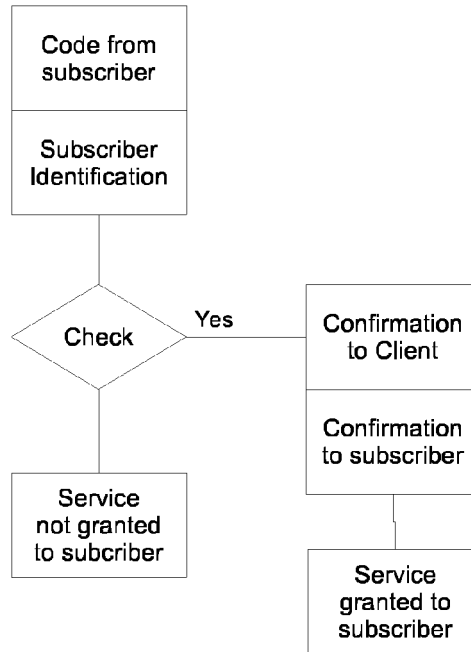 Code from
subscriber
Subscriber
Identification
Check
Yes
Confirmation
to Client
Confirmation
to subscriber
Service
not granted
to subcriber
Service
granted to
subscriber